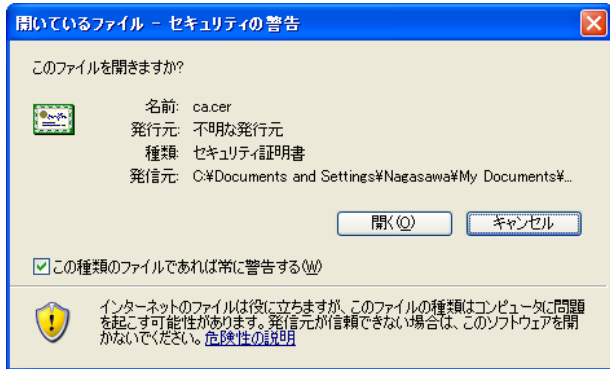 開いているファイル - セキュリティの警告
このファイルを開きますか?
名前: ca.cer
発行元: 不明な発行元
種類: セキュリティ証明書
発信元: C:¥Documents and Settings¥Nagasawa¥My Documents¥...
開く(O) キャンセル
この種類のファイルであれば常に警告する(W)
インターネットのファイルは役に立ちますが、このファイルの種類はコンピュータに問題
を起こす可能性があります。発信元が信頼できない場合は、このソフトウェアを開
かないでください。危険性の説明